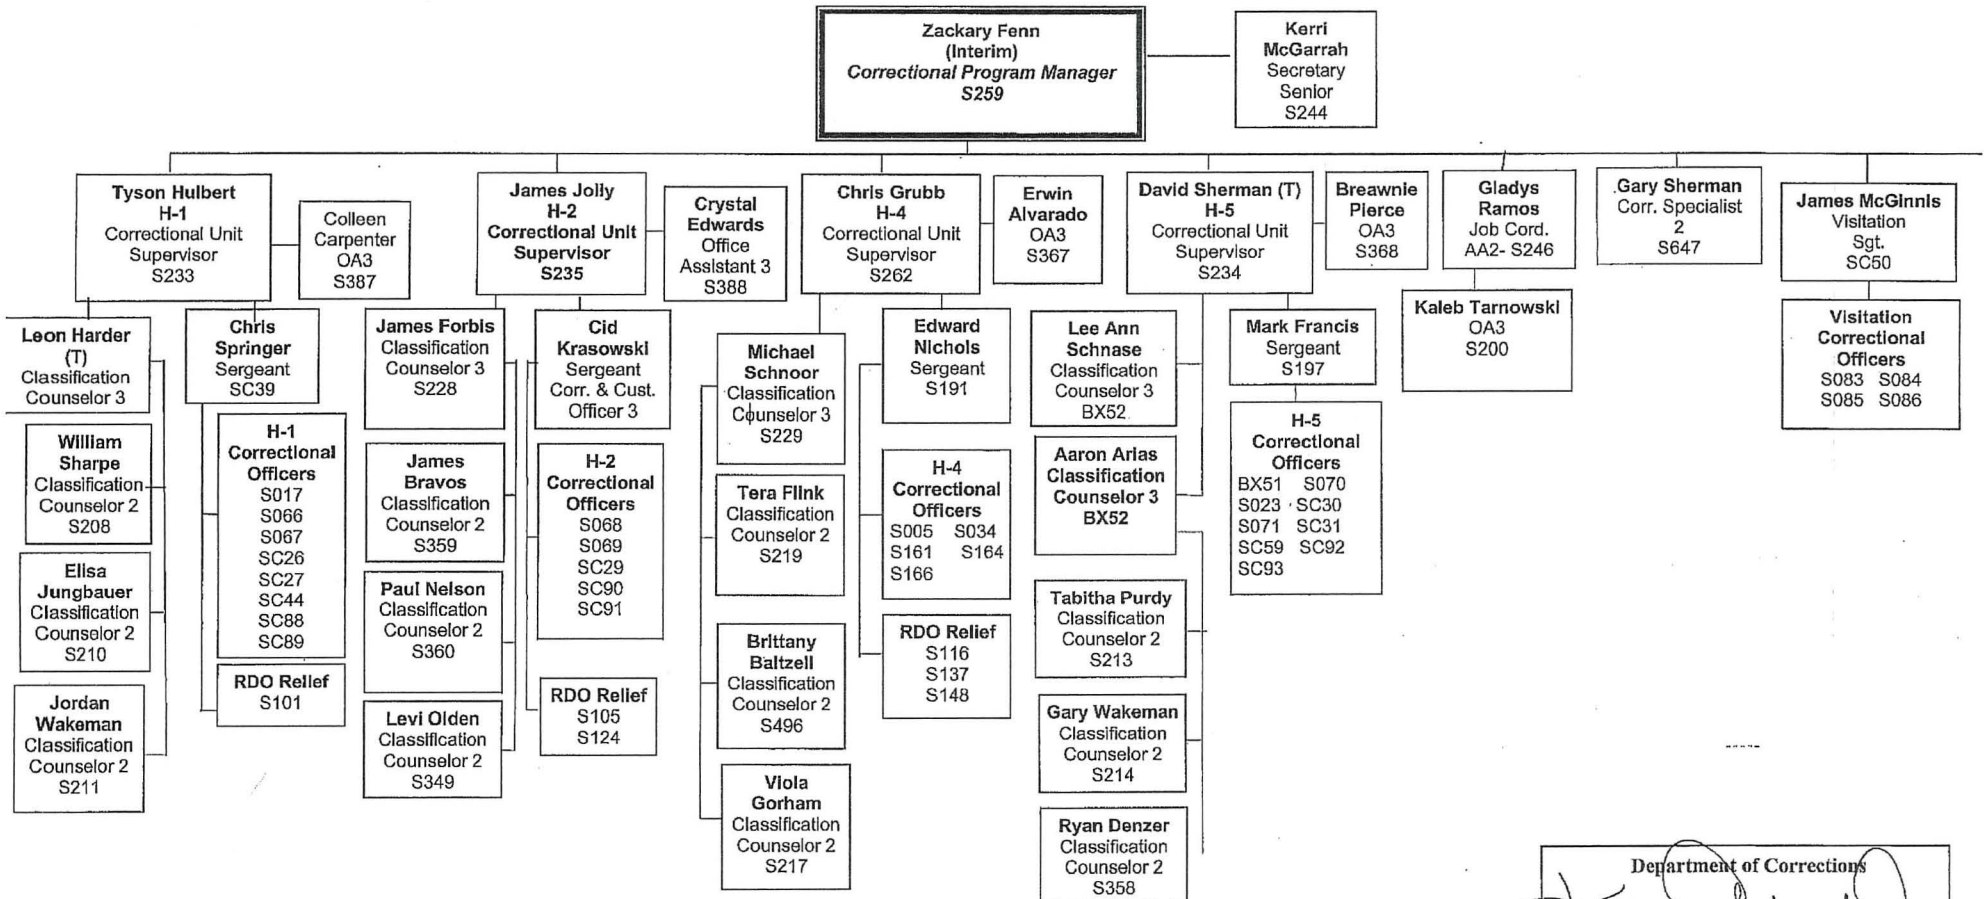 Zackary Fenn
(Interim)
Correctional Program Manager
S259
Kerri
McGarrah
Secretary
Senior
S244
Tyson Hulbert
H-1
Correctional Unit
Supervisor
S233
Colleen
Carpenter
OA3
S387
James Jolly
H-2
Correctional Unit
Supervisor
S235
Crystal
Edwards
Office
Assistant 3
S388
Chris Grubb
H-4
Correctional Unit
Supervisor
S262
Erwin
Alvarado
OA3
S367
David Sherman (T)
H-5
Correctional Unit
Supervisor
S234
Breawnie
Pierce
OA3
S368
Gladys
Ramos
Job Cord.
AA2- S246
Gary Sherman
Corr. Specialist
2
S647
James McGinnis
Visitation
Sgt.
SC50
Leon Harder
(T)
Classification
Counselor 3
William
Sharpe
Classification
Counselor 2
S208
Elisa
Jungbauer
Classification
Counselor 2
S210
Jordan
Wakeman
Classification
Counselor 2
S211
Chris
Springer
Sergeant
SC39
H-1
Correctional
Officers
S017
S066
S067
SC26
SC27
SC44
SC88
SC89
RDO Relief
S101
James Forbis
Classification
Counselor 3
S228
James
Bravos
Classification
Counselor 2
S359
Paul Nelson
Classification
Counselor 2
S360
Levi Olden
Classification
Counselor 2
S349
Cid
Krasowski
Sergeant
Corr. & Cust.
Officer 3
H-2
Correctional
Officers
S068
S069
SC29
SC90
SC91
RDO Relief
S105
S124
Michael
Schnoor
Classification
Counselor 3
S229
Tera Flink
Classification
Counselor 2
S219
Brittany
Baltzell
Classification
Counselor 2
S496
Viola
Gorham
Classification
Counselor 2
S217
Edward
Nichols
Sergeant
S191
H-4
Correctional
Officers
S005 S034
S161 S164
S166
RDO Relief
S116
S137
S148
Lee Ann
Schnase
Classification
Counselor 3
BX52
Aaron Arias
Classification
Counselor 3
BX52
Tabitha Purdy
Classification
Counselor 2
S213
Gary Wakeman
Classification
Counselor 2
S214
Ryan Denzer
Classification
Counselor 2
S358
Mark Francis
Sergeant
S197
H-5
Correctional
Officers
BX51 S070
S023 SC30
S071 SC31
SC59 SC92
SC93
Kaleb Tarnowski
OA3
S200
Visitation
Correctional
Officers
S083 S084
S085 S086
Department of Corrections